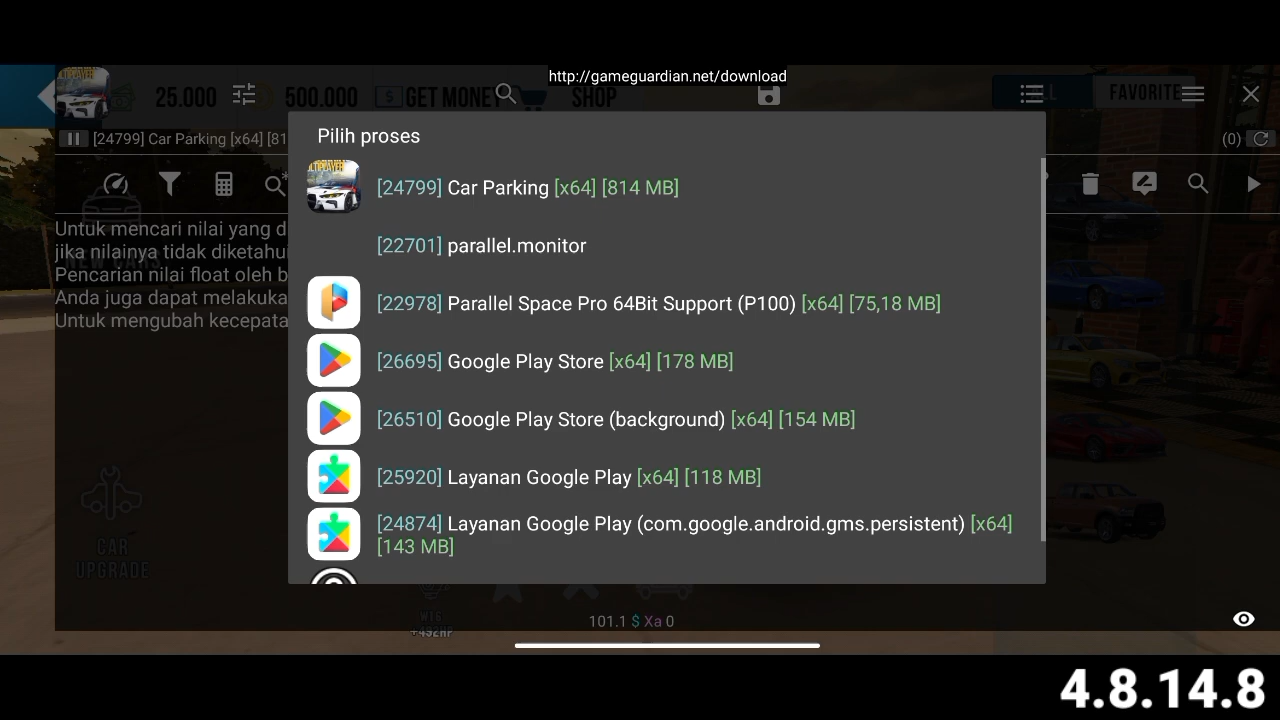 http://gameguardian.net/download
25.000
GET MON
SHOP
FAVORITE
[24799] Car Parking [x64] [81
(0)
Pilih proses
[24799] Car Parking [x64] [814 MB]
[22701] parallel.monitor
[22978] Parallel Space Pro 64Bit Support (P100) [x64] [75,18 MB]
[26695] Google Play Store [x64] [178 MB]
[26510] Google Play Store (background) [x64] [154 MB]
[25920] Layanan Google Play [x64] [118 MB]
[24874] Layanan Google Play (com.google.android.gms.persistent) [x64]
[143 MB]
Untuk mencari nilai yang d
jika nilainya tidak diketahui
Pencarian nilai float oleh b
Anda juga dapat melakuka
Untuk mengubah kecepata
CAR
UPGRADE
W16
+492HP
101.1 $ Xa 0
4.8.14.8